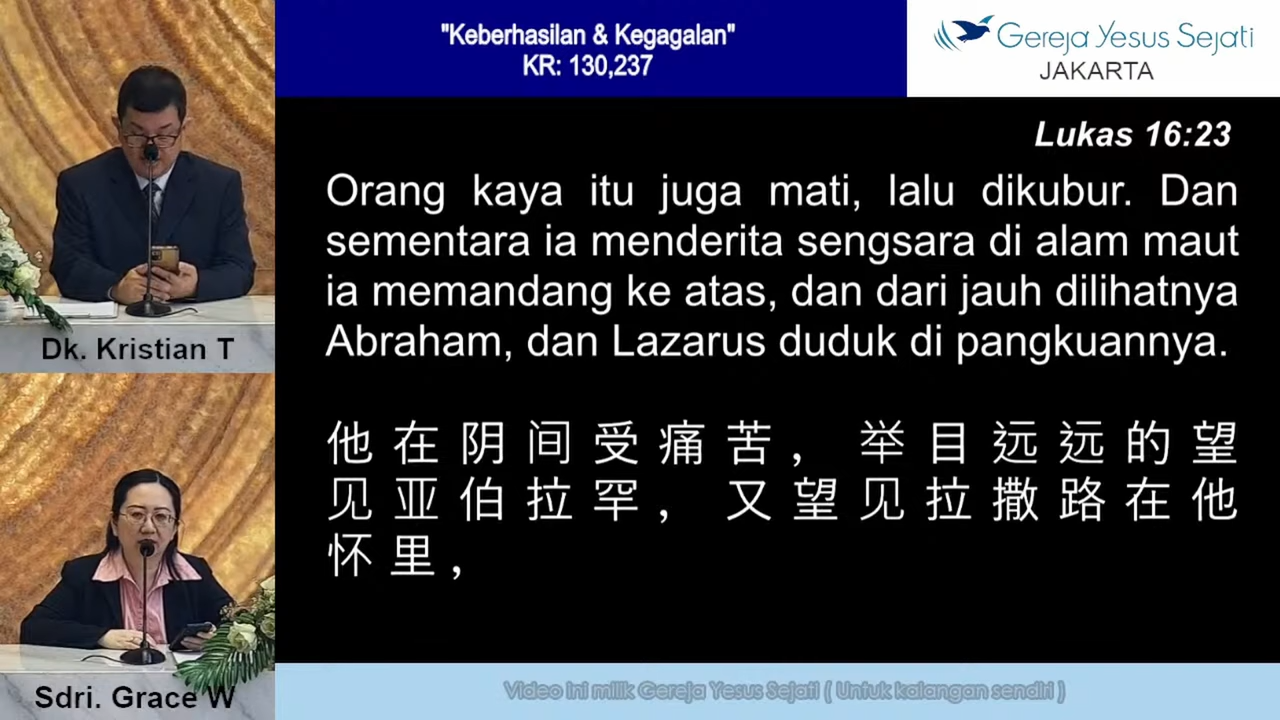 "Keberhasilan & Kegagalan"
KR: 130,237
Gereja Yesus Sejati
JAKARTA
Lukas 16:23
Orang kaya itu juga mati, lalu dikubur. Dan
sementara ia menderita sengsara di alam maut
ia memandang ke atas, dan dari jauh dilihatnya
Abraham, dan Lazarus duduk di pangkuannya.
他在阴间受痛苦，举目远远的望
见亚伯拉罕，又望见拉撒路在他
怀里，
Dk. Kristian T
Sdri. Grace W
Video ini milik Gereja Yesus Sejati ( Untuk kalangan sendiri )